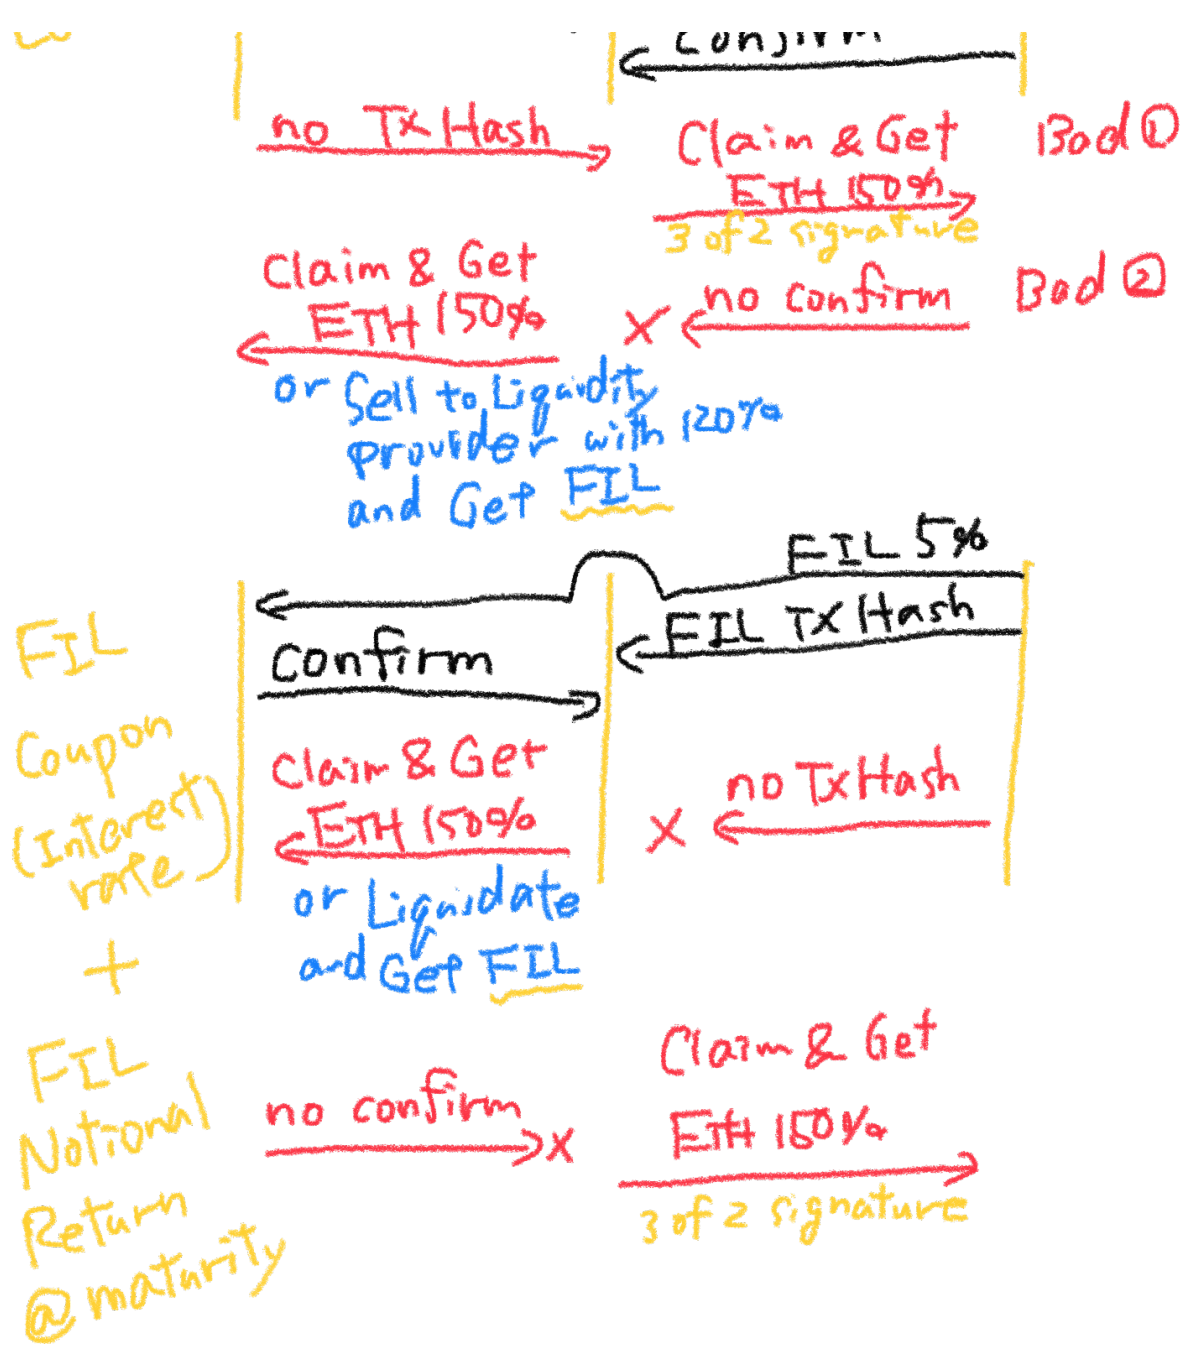 Confirm
no TxHash
Claim & Get
ETH 150%
3 of 2 signature
Bad ①
Claim & Get
ETH 150%
no confirm
Bad ②
X
or Sell to Liquidity
provider with 120%
and Get FIL
FIL 5%
FIL TX Hash
Confirm
FIL
Coupon
(Interest
rate)
+
FIL
Notional
Return
@maturity
Claim & Get
ETH 150%
no TxHash
X
or Liquidate
and Get FIL
no confirm
X
Claim & Get
ETH 150%
3 of 2 signature